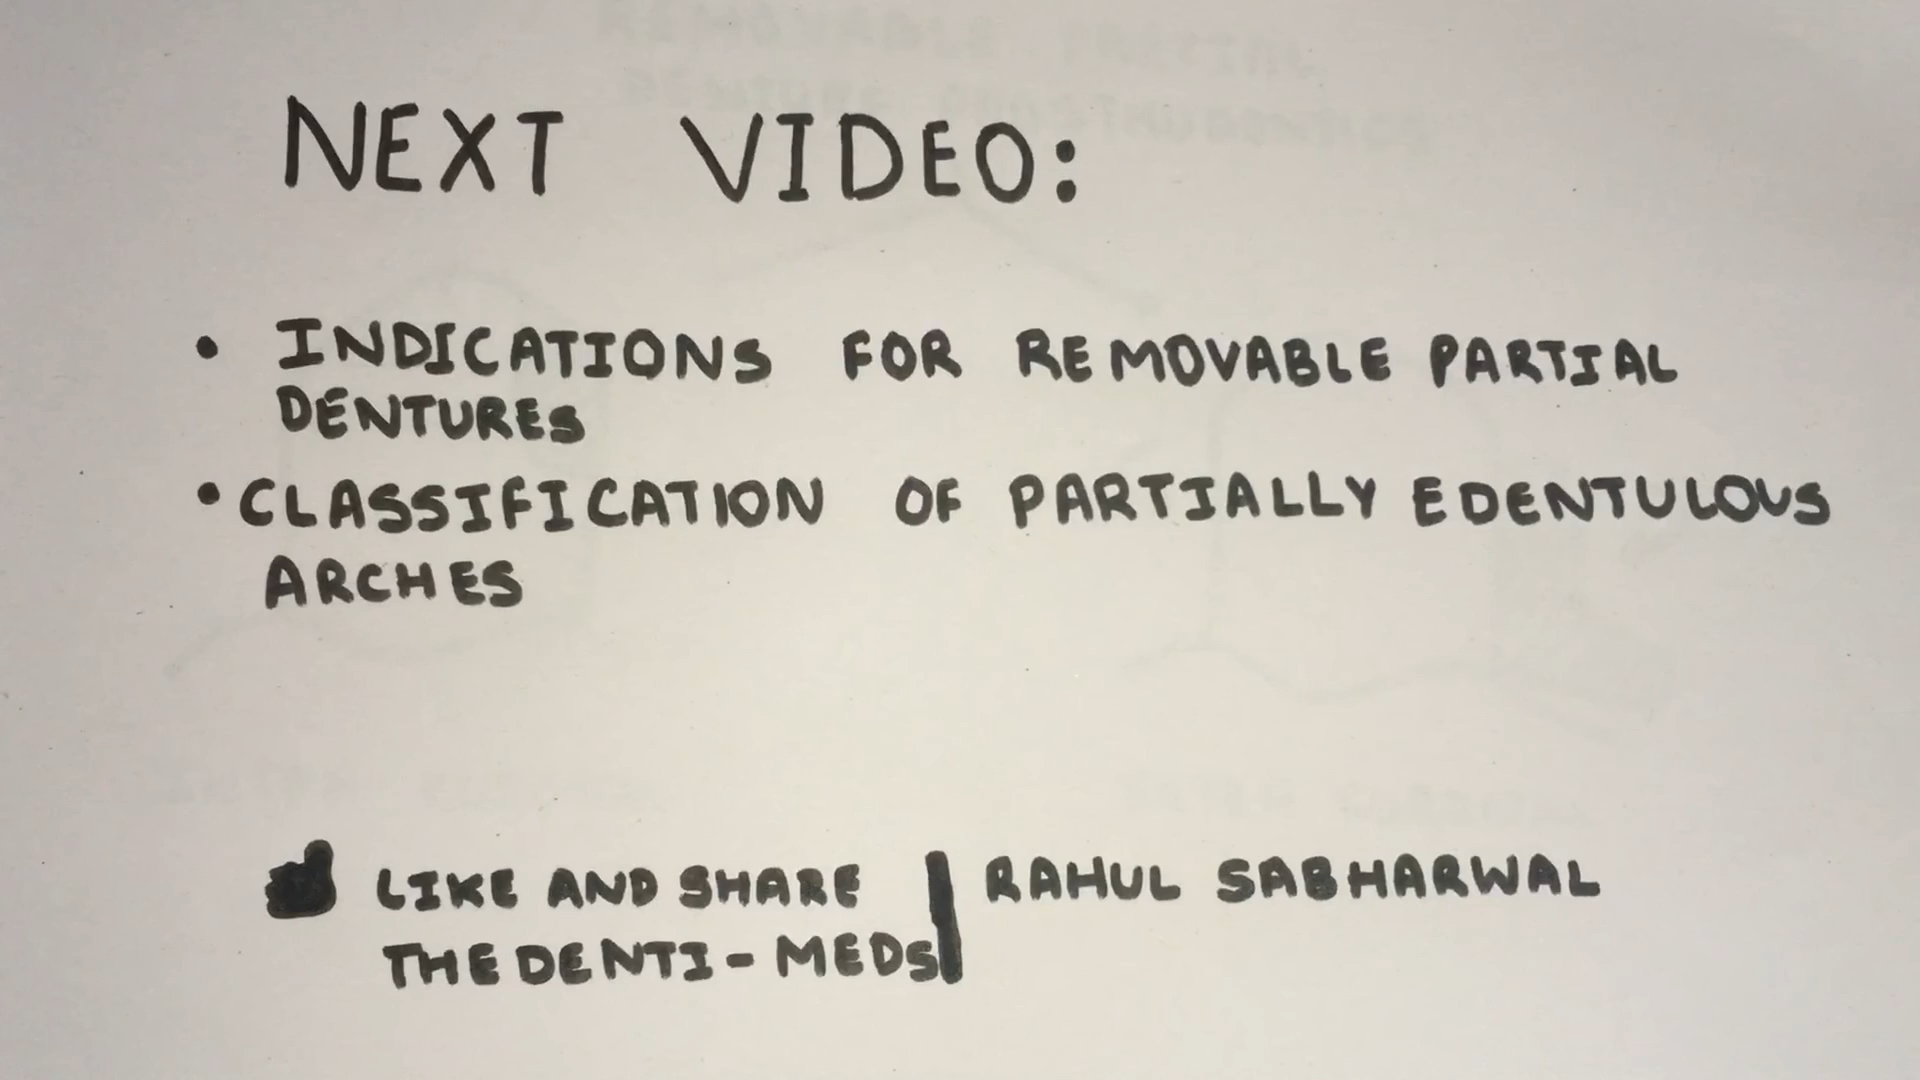 NEXT VIDEO:
• INDICATIONS FOR REMOVABLE PARTIAL
DENTURES
• CLASSIFICATION OF PARTIALLY EDENTULOUS
ARCHES
LIKE AND SHARE
THE DENTI-MEDS
RAHUL SABHARWAL